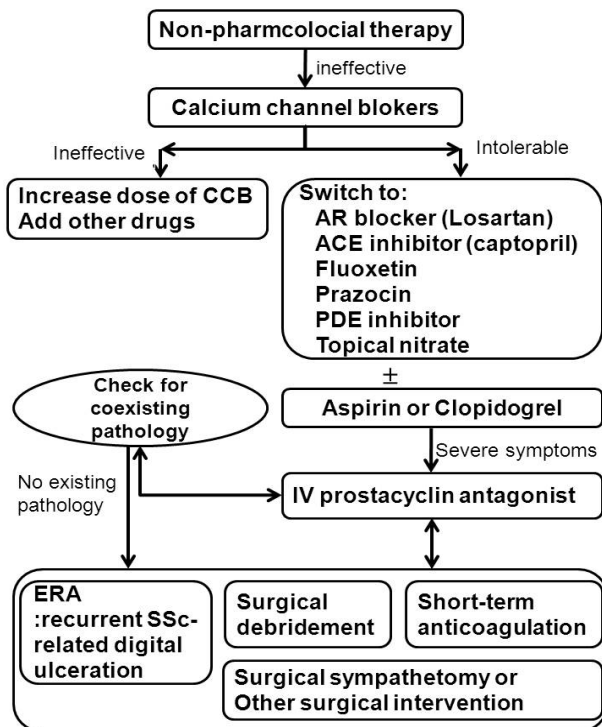 Non-pharmcolocial therapy
ineffective
Calcium channel blokers
Ineffective
Intolerable
Increase dose of CCB
Add other drugs
Switch to:
AR blocker (Losartan)
ACE inhibitor (captopril)
Fluoxetin
Prazocin
PDE inhibitor
Topical nitrate
±
Check for
coexisting
pathology
Aspirin or Clopidogrel
Severe symptoms
No existing
pathology
IV prostacyclin antagonist
ERA
:recurrent SSc-
related digital
ulceration
Surgical
debridement
Short-term
anticoagulation
Surgical sympathetomy or
Other surgical intervention